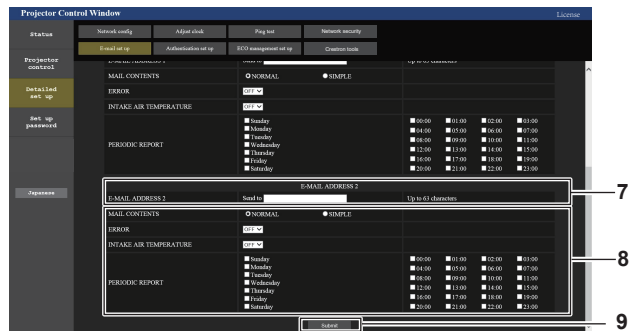 Projector Control Window
License
Status
Network config
Adjust clock
Ping test
Network security
E-mail set up
Authentication set up
ECO management set up
Crestron tools
Projector
control
Detailed
set up
Set up
password
Japanese
E-MAIL ADDRESS 1 Send to Up to 63 characters
MAIL CONTENTS NORMAL SIMPLE
ERROR OFF
INTAKE AIR TEMPERATURE OFF
PERIODIC REPORT
Sunday 00:00 01:00 02:00 03:00
Monday 04:00 05:00 06:00 07:00
Tuesday 08:00 09:00 10:00 11:00
Wednesday 12:00 13:00 14:00 15:00
Thursday 16:00 17:00 18:00 19:00
Friday 20:00 21:00 22:00 23:00
Saturday
E-MAIL ADDRESS 2
E-MAIL ADDRESS 2 Send to Up to 63 characters
7
MAIL CONTENTS NORMAL SIMPLE
ERROR OFF
INTAKE AIR TEMPERATURE OFF
8
PERIODIC REPORT
Sunday 00:00 01:00 02:00 03:00
Monday 04:00 05:00 06:00 07:00
Tuesday 08:00 09:00 10:00 11:00
Wednesday 12:00 13:00 14:00 15:00
Thursday 16:00 17:00 18:00 19:00
Friday 20:00 21:00 22:00 23:00
Saturday
Submit
9